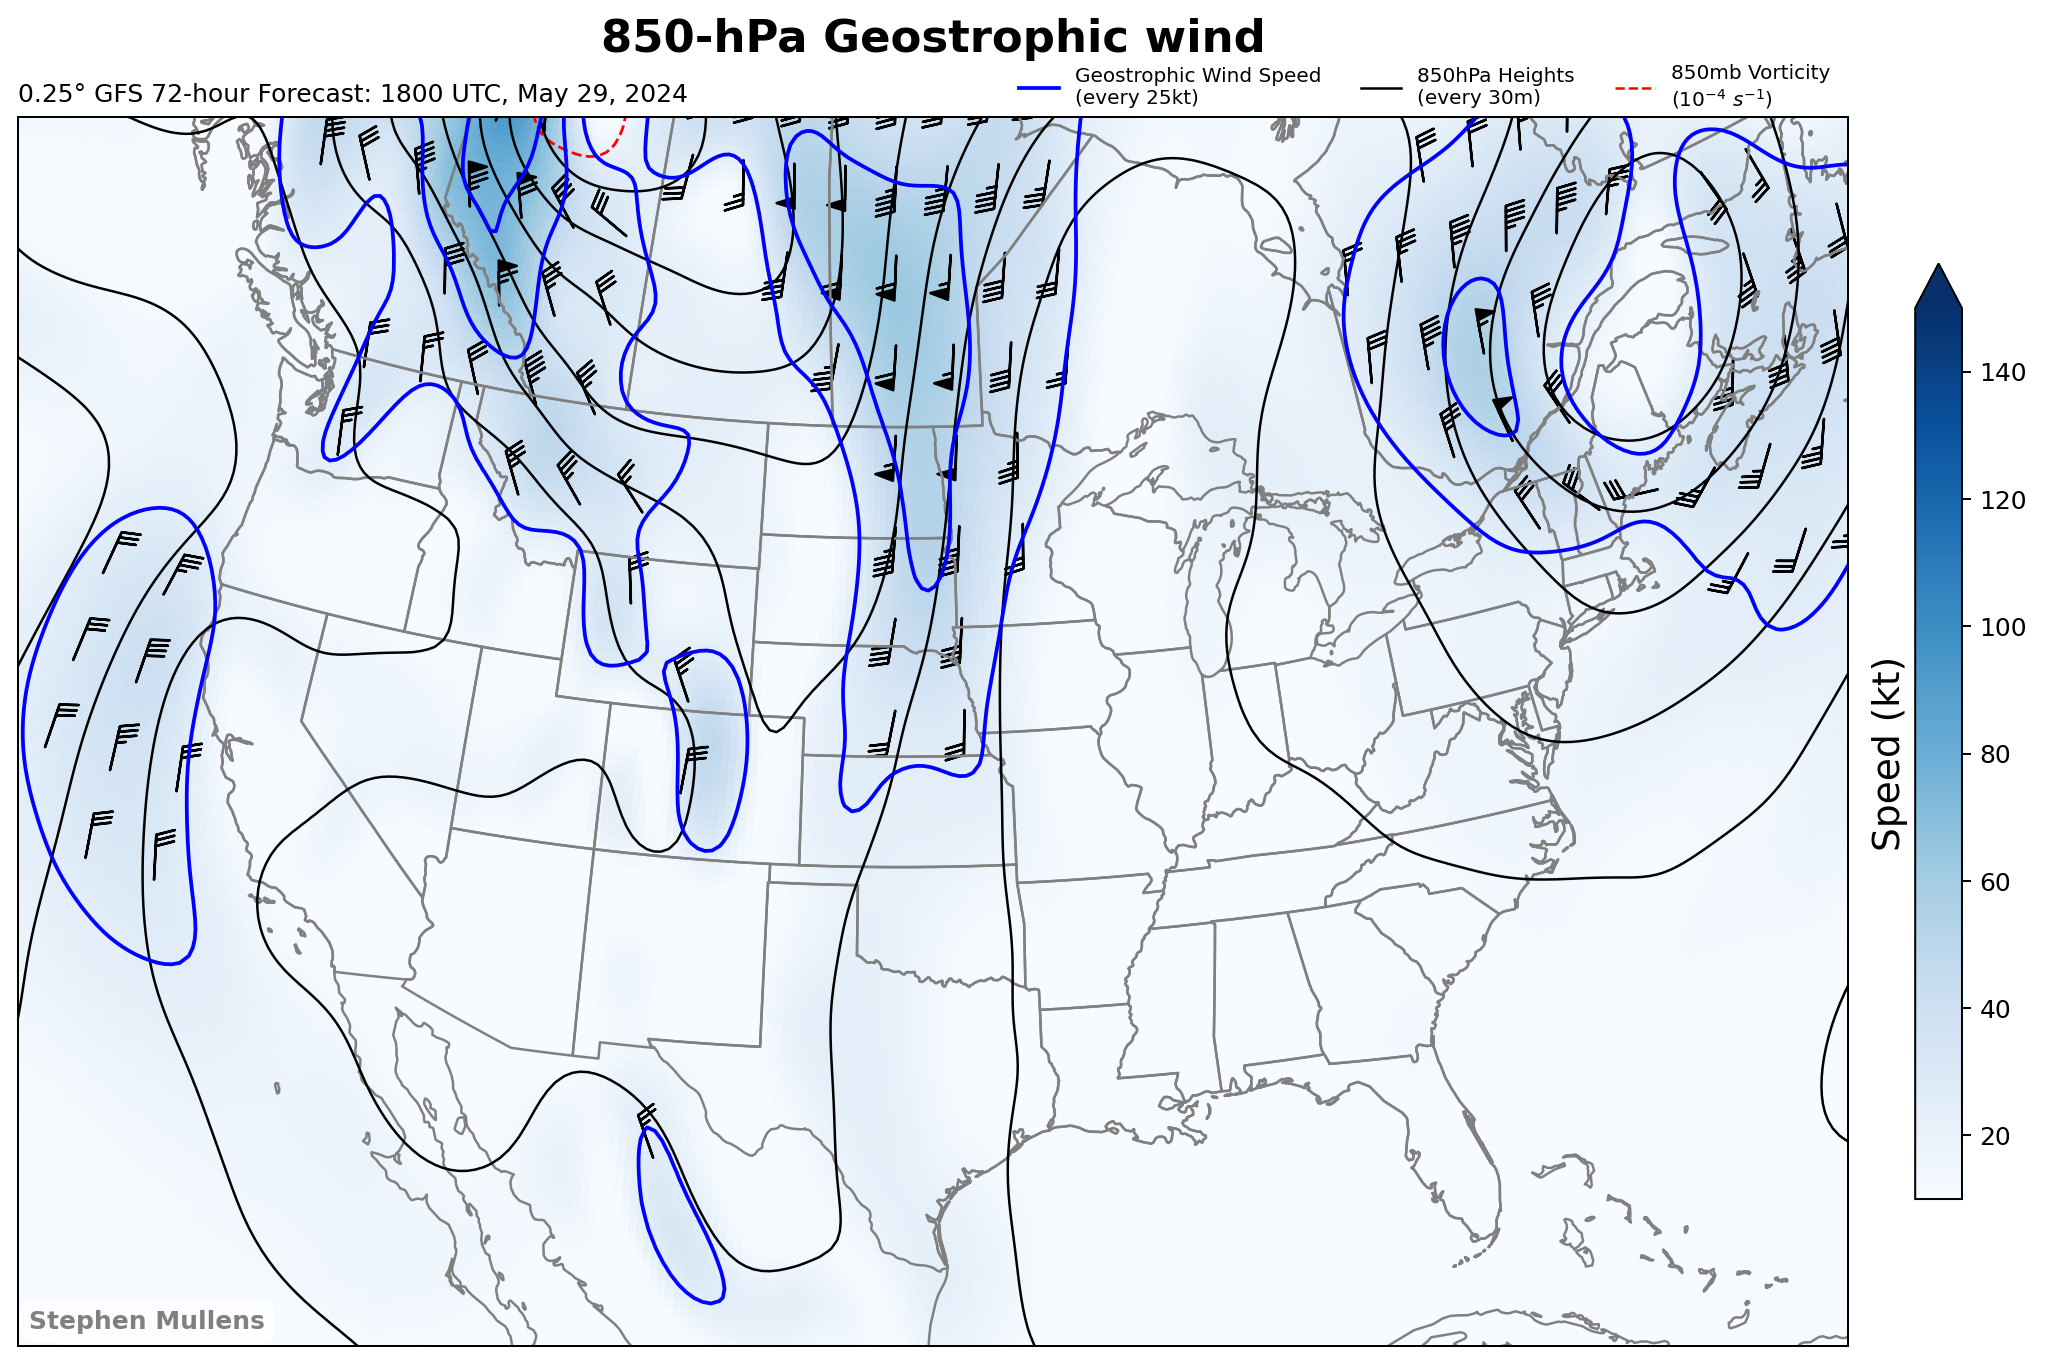 850-hPa Geostrophic wind
0.25° GFS 72-hour Forecast: 1800 UTC, May 29, 2024
Geostrophic Wind Speed
(every 25kt)
850hPa Heights
(every 30m)
850mb Vorticity
(10⁻⁴ s⁻¹)
140
120
100
80
60
40
20
Speed (kt)
Stephen Mullens